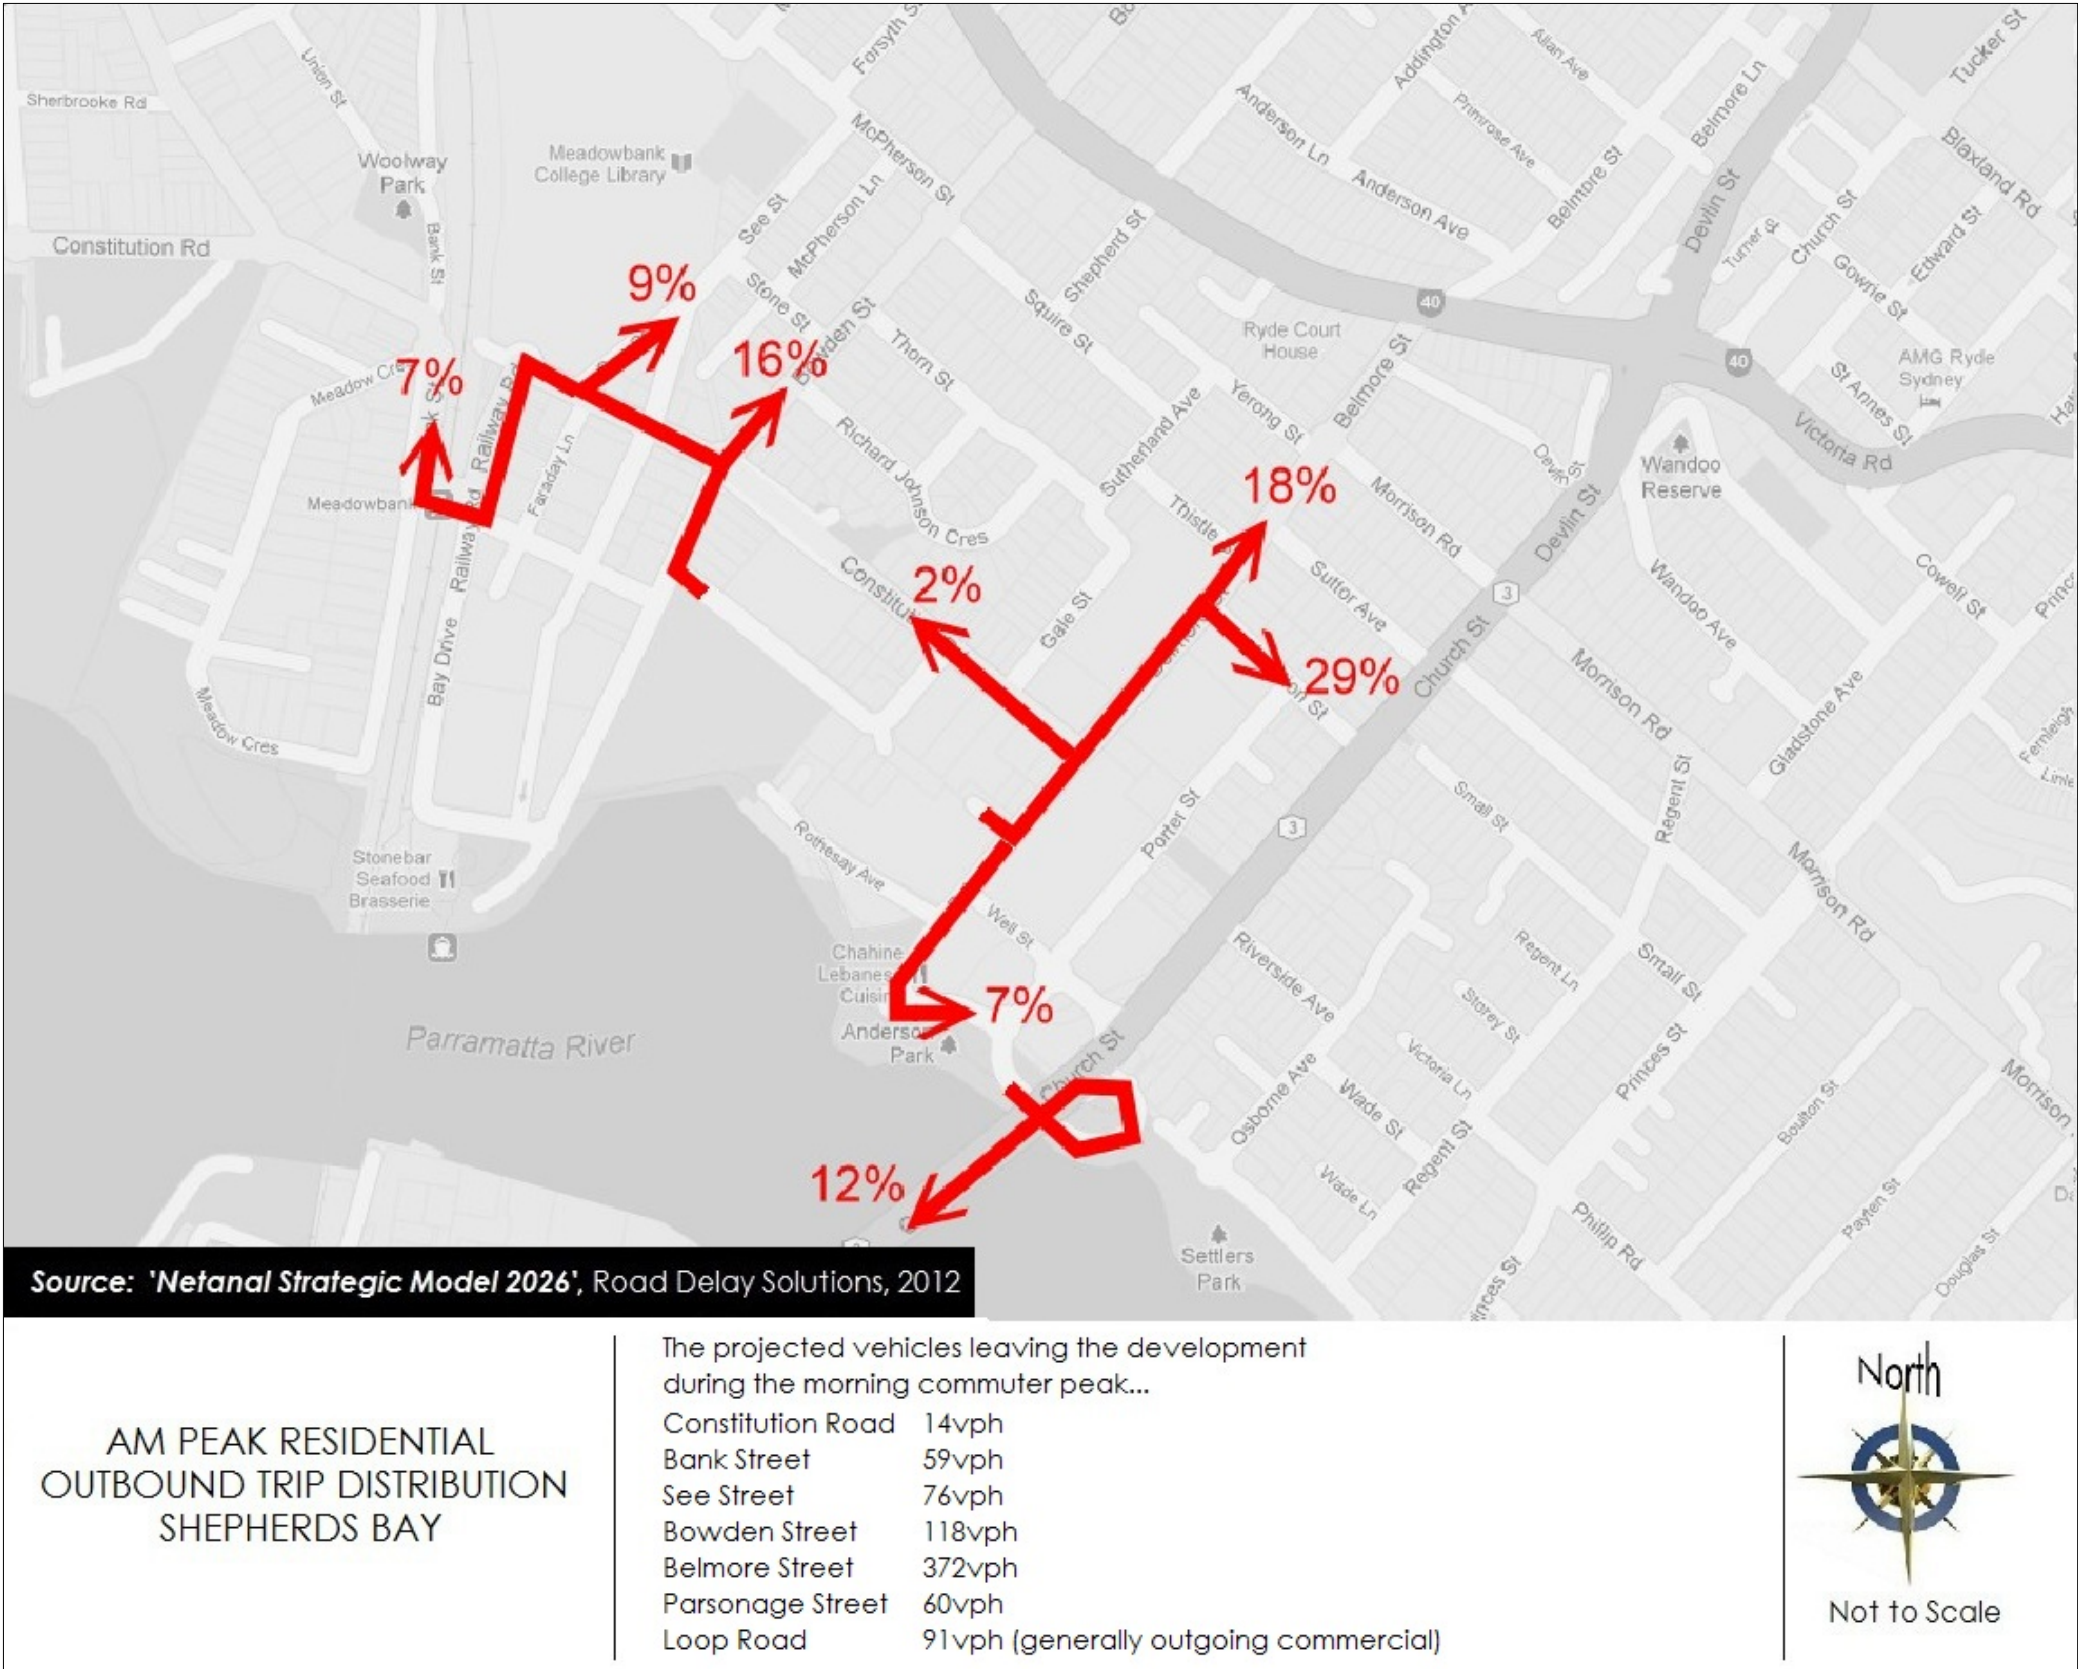 Forsyth S
Addington A
Allan Ave
Tucker St
Union St
Sherbrooke Rd
Belmore Ln
Anderson Ln
Primrose Ave
McPherson St
Blaxland Rd
Woolway
Park
Meadowbank
College Library
Belmore St
Anderson Ave
Devlin St
McPherson Ln
See St
Church St
Edward St
Turner St
Constitution Rd
Bank St
Shepherd St
Gowrie St
9%
Stone St
Squire St
40
Ryde Court
House
Thorn St
16%
40
AMG Ryde
Sydney
St Annes St
Meadow Cr
7%
Railway Rd
Belmore St
Yerong St
Sutherland Ave
Victoria Rd
Richard Johnson Cres
Faraday Ln
Devlin St
Wandoo
Reserve
18%
Meadowbank
Morrison Rd
Devlin St
Thistle
Constitut
2%
Gale St
Sutter Ave
3
Wandoo Ave
Cowell St
Railway
Bay Drive
29%
on St
Church St
Morrison Rd
Gladstone Ave
Meadow Cres
Porter St
Small St
Regent St
3
Rothesay Ave
Morrison Rd
Stonebar
Seafood
Brasserie
Well St
Chahine
Lebanes
Cuisin
Riverside Ave
Regent Ln
Small St
7%
Storey St
Anderso
Park
Parramatta River
Church St
Victoria Ln
Princes St
Osborne Ave
Wade St
Morrison
Boulton St
Regent St
12%
Wade Ln
Payten St
Phillip Rd
Settlers
Park
Douglas St
Source: 'Netanal Strategic Model 2026', Road Delay Solutions, 2012
AM PEAK RESIDENTIAL
OUTBOUND TRIP DISTRIBUTION
SHEPHERDS BAY
The projected vehicles leaving the development
during the morning commuter peak...
Constitution Road 14vph
Bank Street 59vph
See Street 76vph
Bowden Street 118vph
Belmore Street 372vph
Parsonage Street 60vph
Loop Road 91vph (generally outgoing commercial)
North
Not to Scale